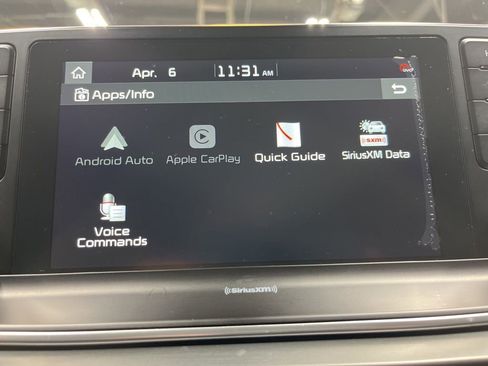 Apr. 6 11:31 AM
Apps/Info
Android Auto Apple CarPlay Quick Guide SiriusXM Data
sxm
Voice
Commands
((SiriusXM))